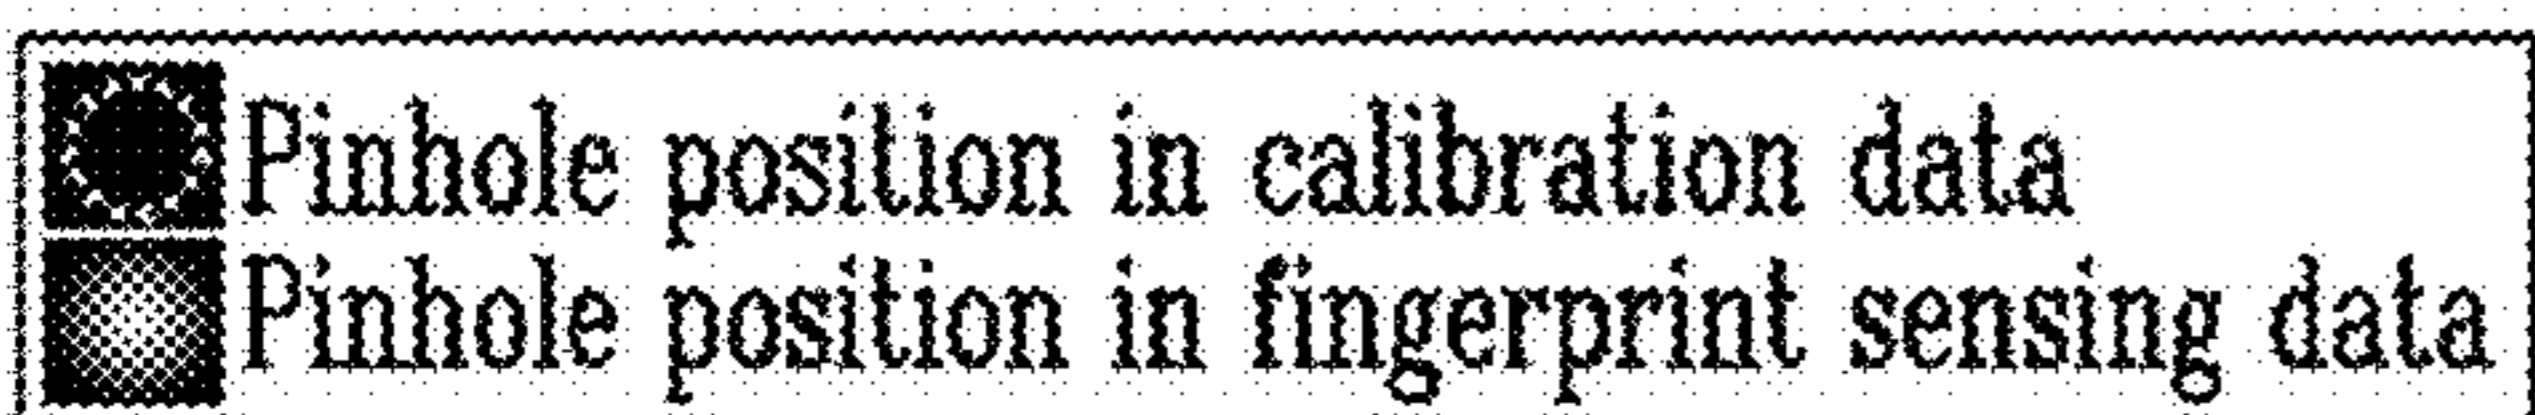 Pinhole position in calibration data
Pinhole position in fingerprint sensing data